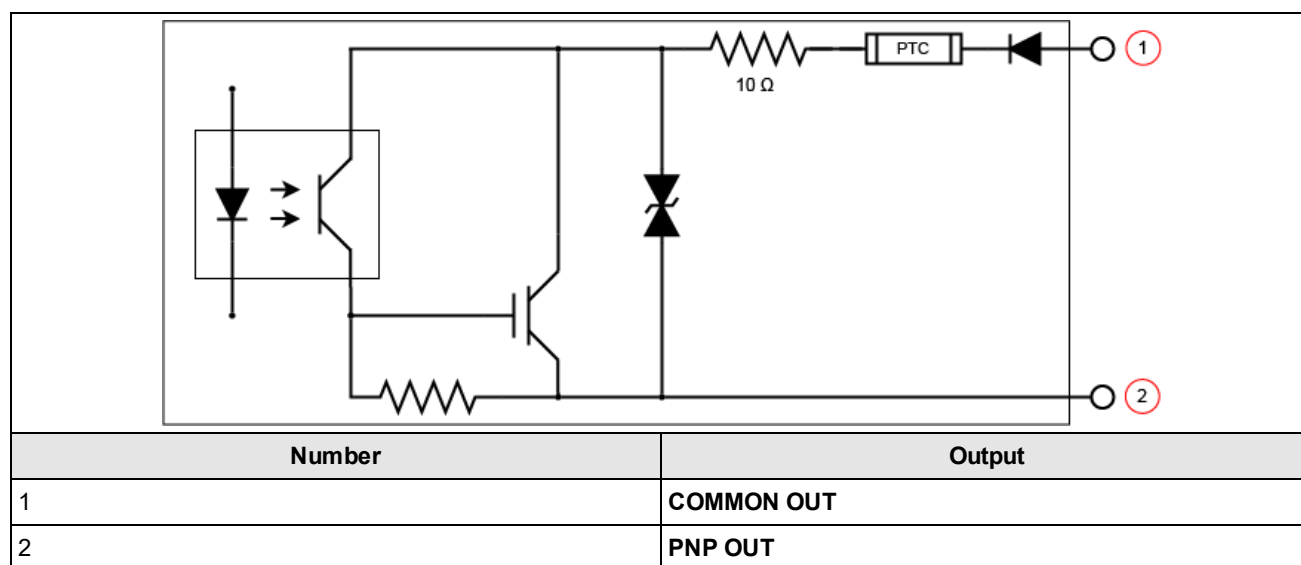 PTC
1
10 Ω
2
Number Output
1 COMMON OUT
2 PNP OUT